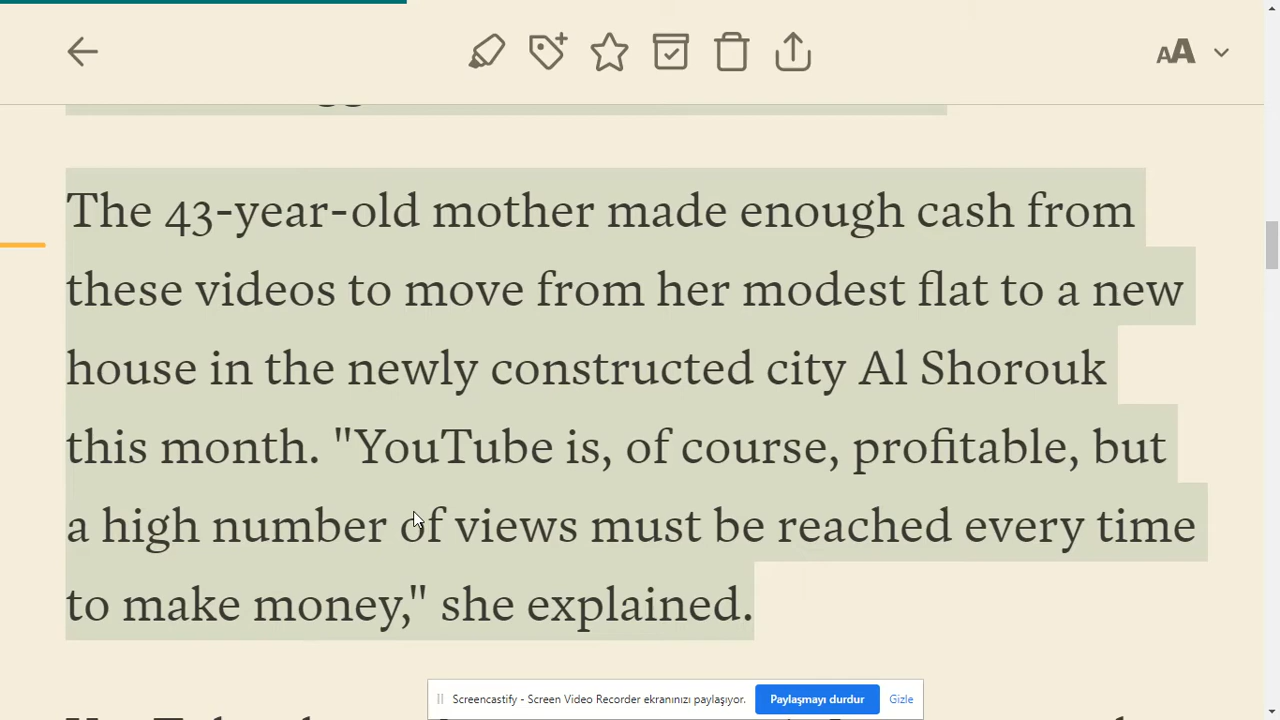 The 43-year-old mother made enough cash from
these videos to move from her modest flat to a new
house in the newly constructed city Al Shorouk
this month. "YouTube is, of course, profitable, but
a high number of views must be reached every time
to make money," she explained.
Screencastify - Screen Video Recorder ekranınızı paylaşıyor.
Paylaşmayı durdur
Gizle